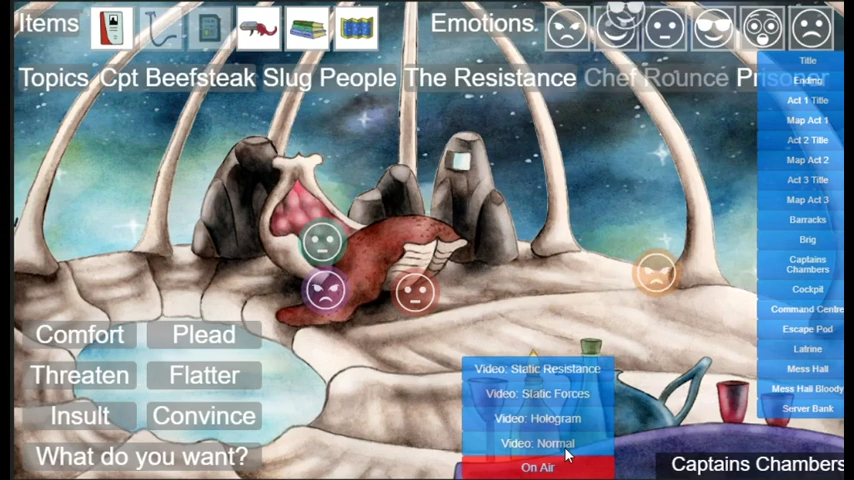 Items
Emotions
Topics Cpt Beefsteak Slug People The Resistance Chef Rounce Prisoner
Title
Ending
Act 1 Title
Map Act 1
Act 2 Title
Map Act 2
Act 3 Title
Map Act 3
Barracks
Brig
Captains
Chambers
Cockpit
Command Centre
Escape Pod
Latrine
Mess Hall
Mess Hall Bloody
Server Bank
Comfort Plead
Threaten Flatter
Insult Convince
What do you want?
Video: Static Resistance
Video: Static Forces
Video: Hologram
Video: Normal
On Air
Captains Chambers